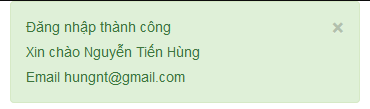 Đăng nhập thành công
Xin chào Nguyễn Tiến Hùng
Email hungnt@gmail.com